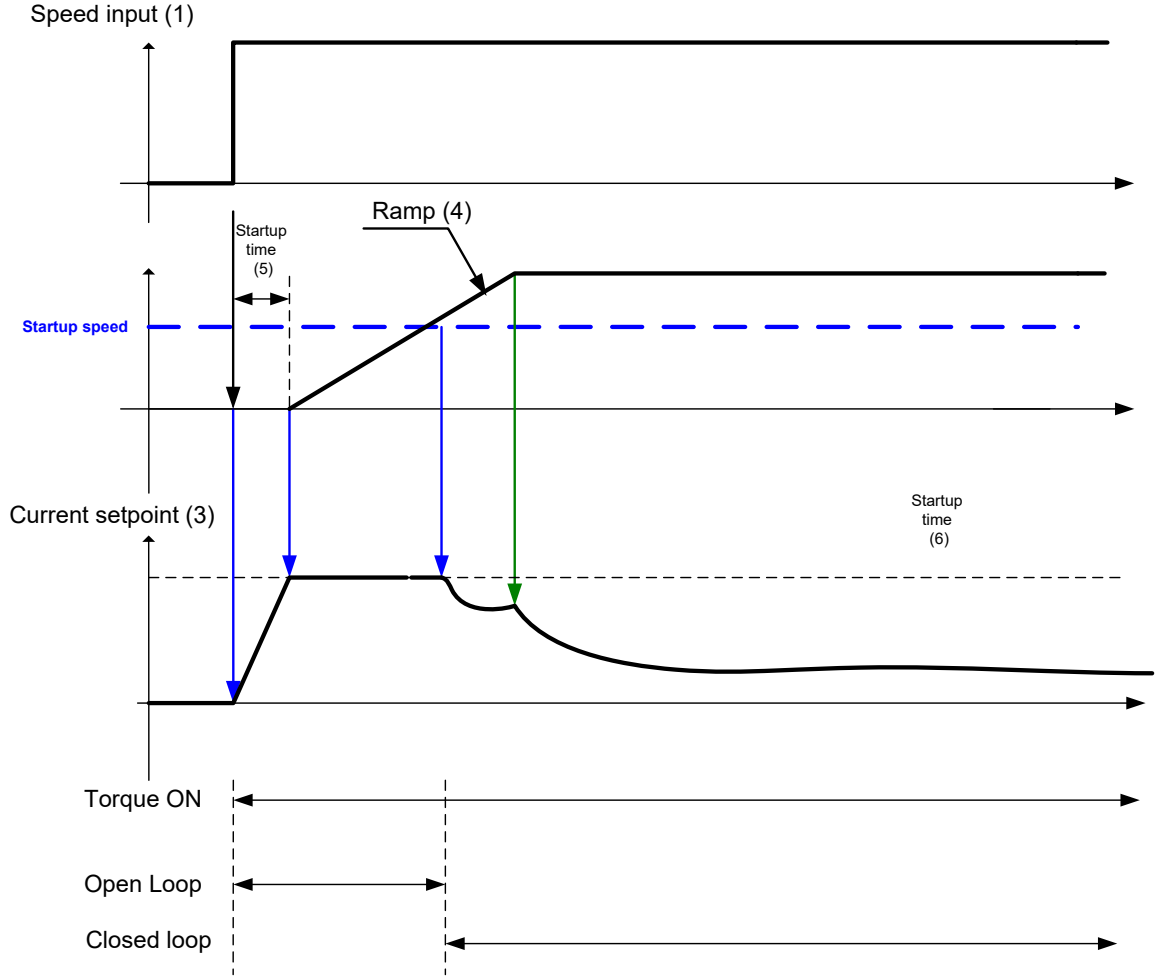 Speed input (1)
Ramp (4)
Startup
time
(5)
Startup speed
Current setpoint (3)
Startup
time
(6)
Torque ON
Open Loop
Closed loop